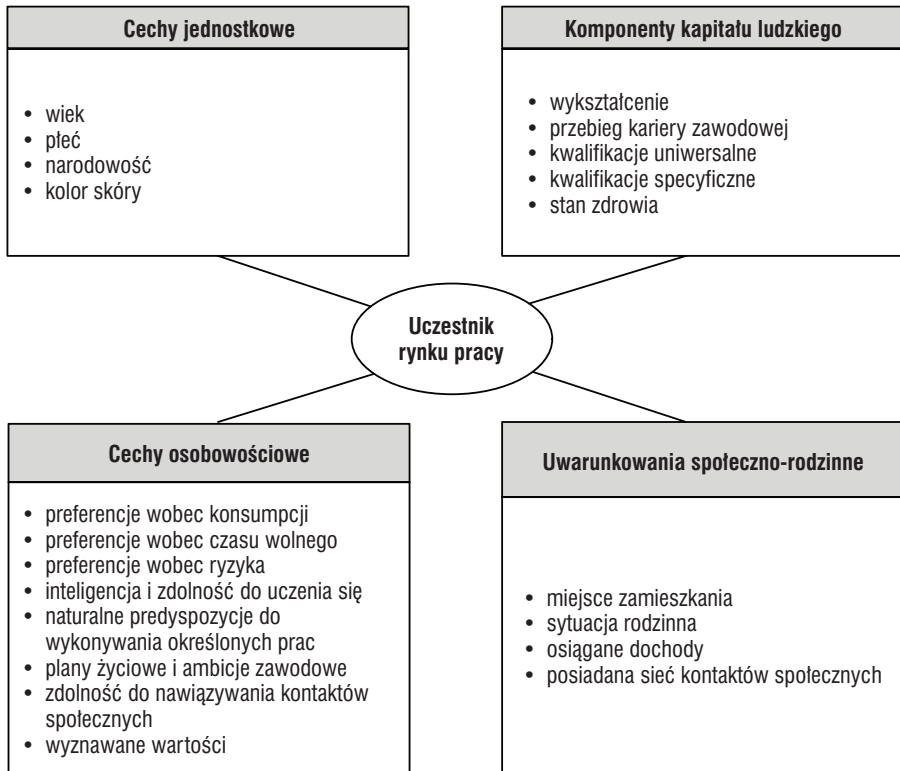 Cechy jednostkowe
• wiek
• płeć
• narodowość
• kolor skóry
Komponenty kapitału ludzkiego
• wykształcenie
• przebieg kariery zawodowej
• kwalifikacje uniwersalne
• kwalifikacje specyficzne
• stan zdrowia
Uczestnik
rynku pracy
Cechy osobowościowe
• preferencje wobec konsumpcji
• preferencje wobec czasu wolnego
• preferencje wobec ryzyka
• inteligencja i zdolność do uczenia się
• naturalne predyspozycje do
wykonywania określonych prac
• plany życiowe i ambicje zawodowe
• zdolność do nawiązywania kontaktów
społecznych
• wyznawane wartości
Uwarunkowania społeczno-rodzinne
• miejsce zamieszkania
• sytuacja rodzinna
• osiągane dochody
• posiadana sieć kontaktów społecznych